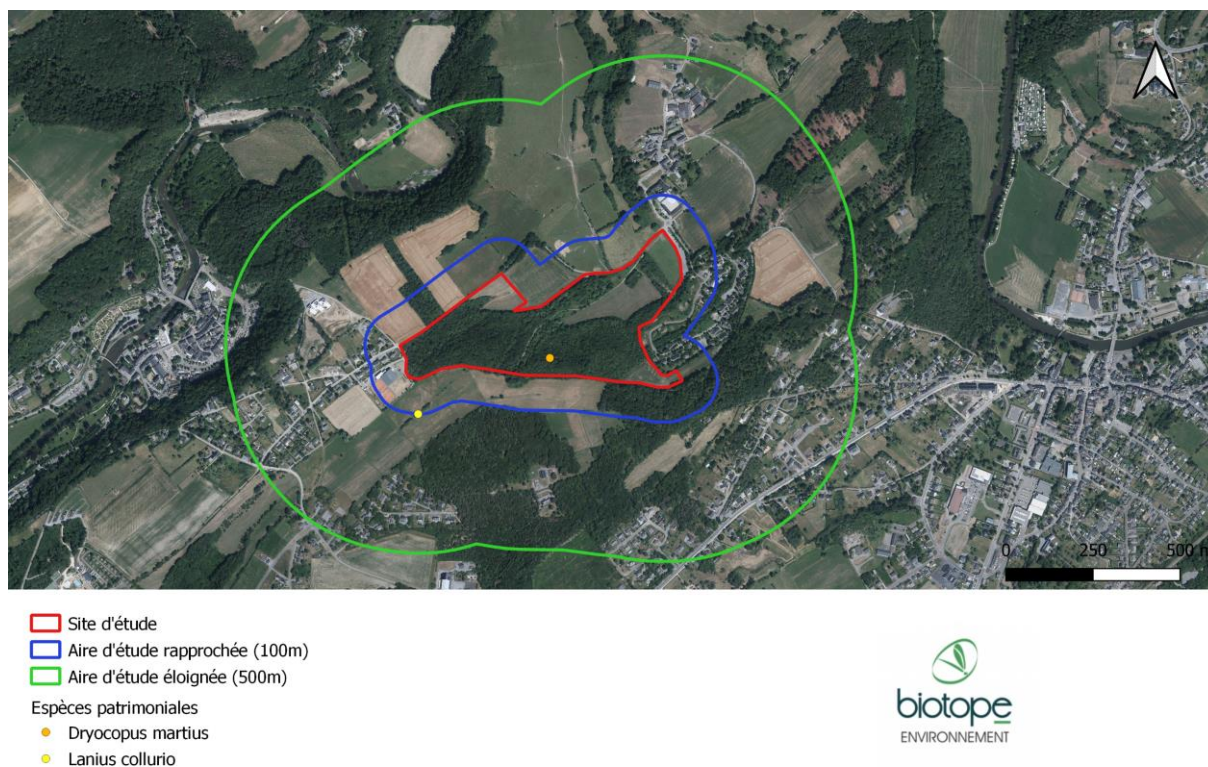 0 250 500 m
Site d'étude
Aire d'étude rapprochée (100m)
Aire d'étude éloignée (500m)
Espèces patrimoniales
Dryocopus martius
Lanius collurio
biotope
ENVIRONNEMENT